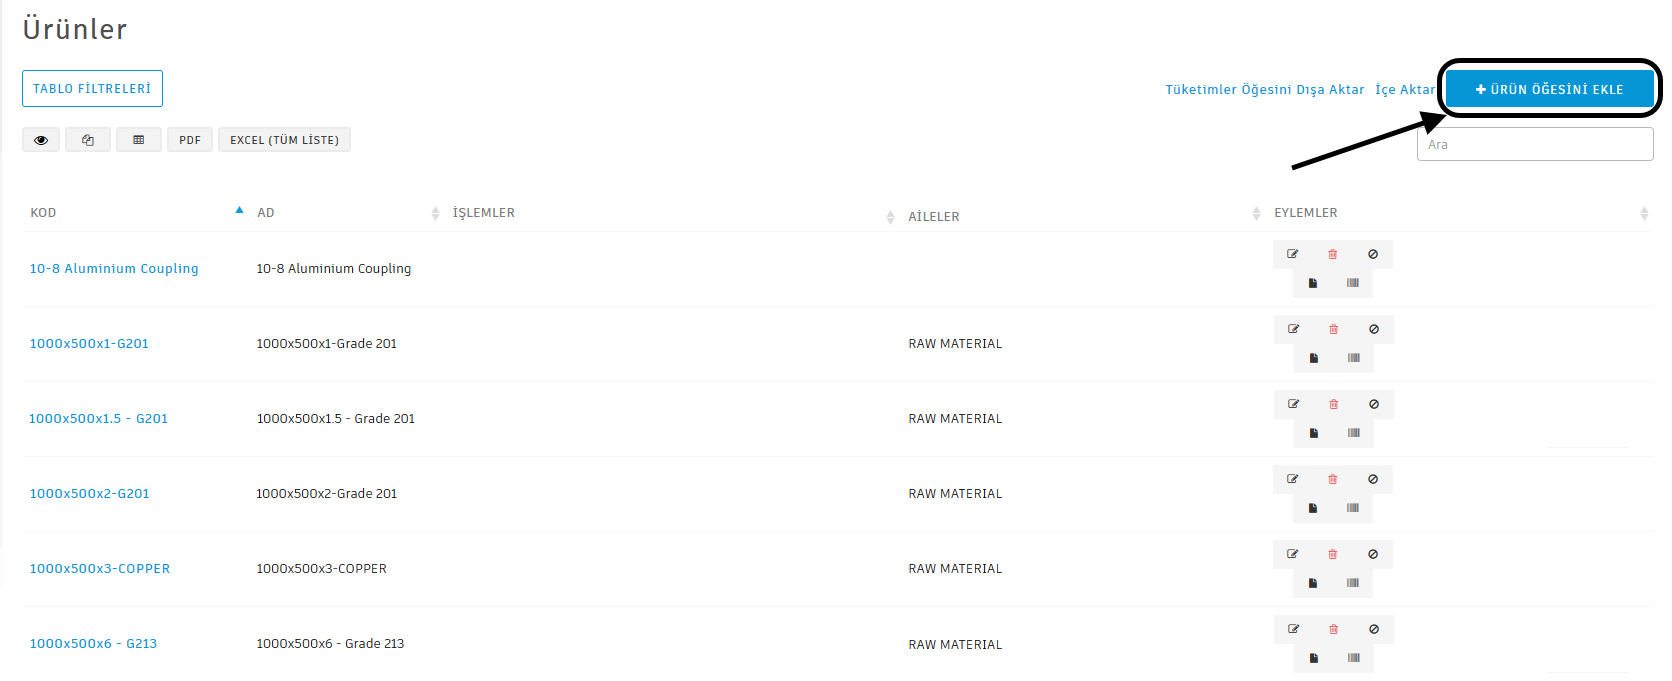 Ürünler
TABLO FİLTRELERİ
Tüketimler Öğesini Dışa Aktar İçe Aktar
ÜRÜN ÖĞESİNİ EKLE
PDF EXCEL (TÜM LİSTE)
Ara
KOD AD İŞLEMLER AİLELER EYLEMLER
10-8 Aluminium Coupling 10-8 Aluminium Coupling
1000x500x1-G201 1000x500x1-Grade 201 RAW MATERIAL
1000x500x1.5 - G201 1000x500x1.5 - Grade 201 RAW MATERIAL
1000x500x2-G201 1000x500x2-Grade 201 RAW MATERIAL
1000x500x3-COPPER 1000x500x3-COPPER RAW MATERIAL
1000x500x6 - G213 1000x500x6 - Grade 213 RAW MATERIAL